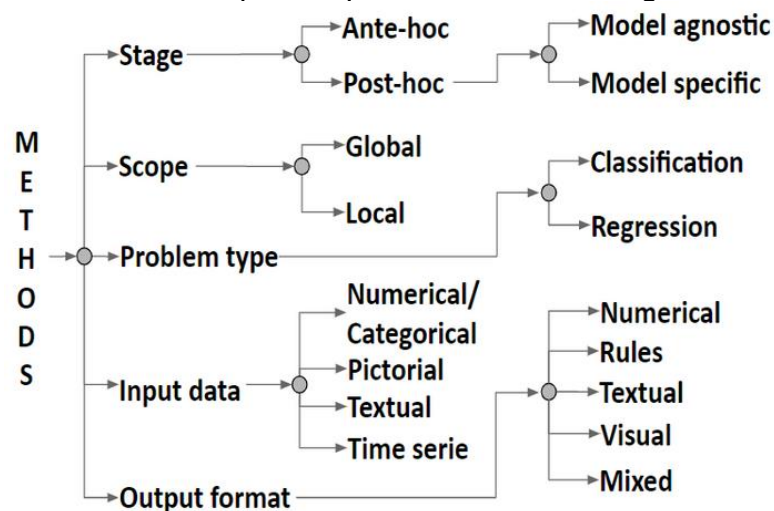 METHODS
Stage
Ante-hoc
Post-hoc
Model agnostic
Model specific
Scope
Global
Local
Problem type
Classification
Regression
Input data
Numerical/
Categorical
Pictorial
Textual
Time serie
Output format
Numerical
Rules
Textual
Visual
Mixed